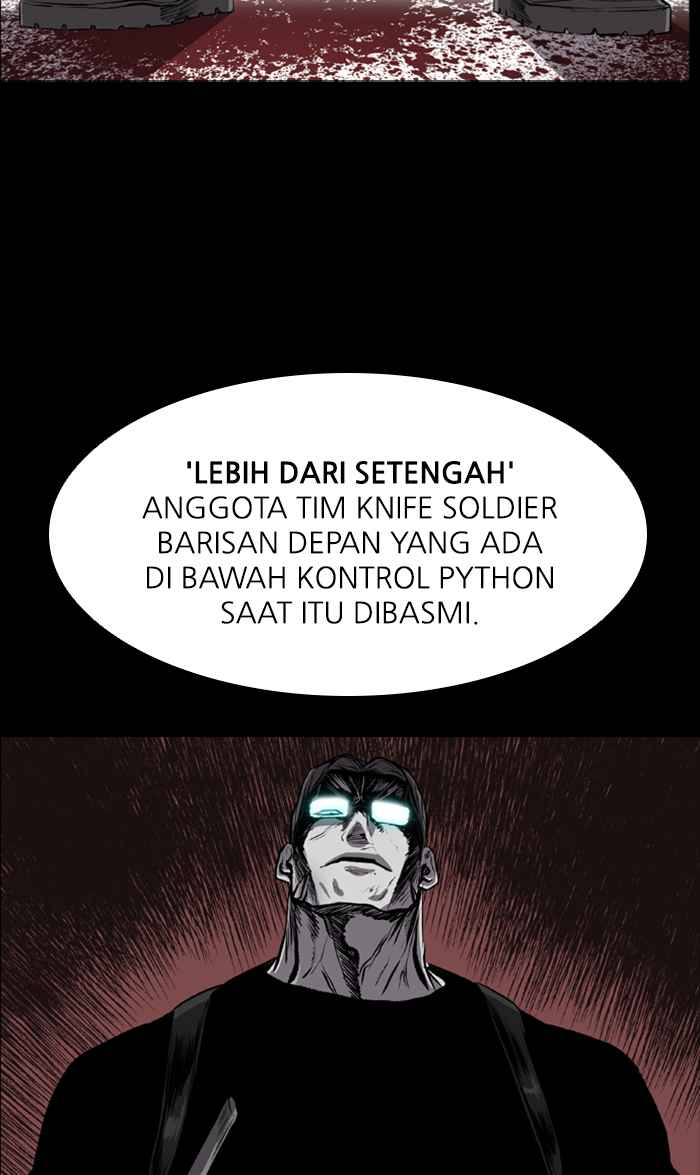 'LEBIH DARI SETENGAH'
ANGGOTA TIM KNIFE SOLDIER
BARISAN DEPAN YANG ADA
DI BAWAH KONTROL PYTHON
SAAT ITU DIBASMI.